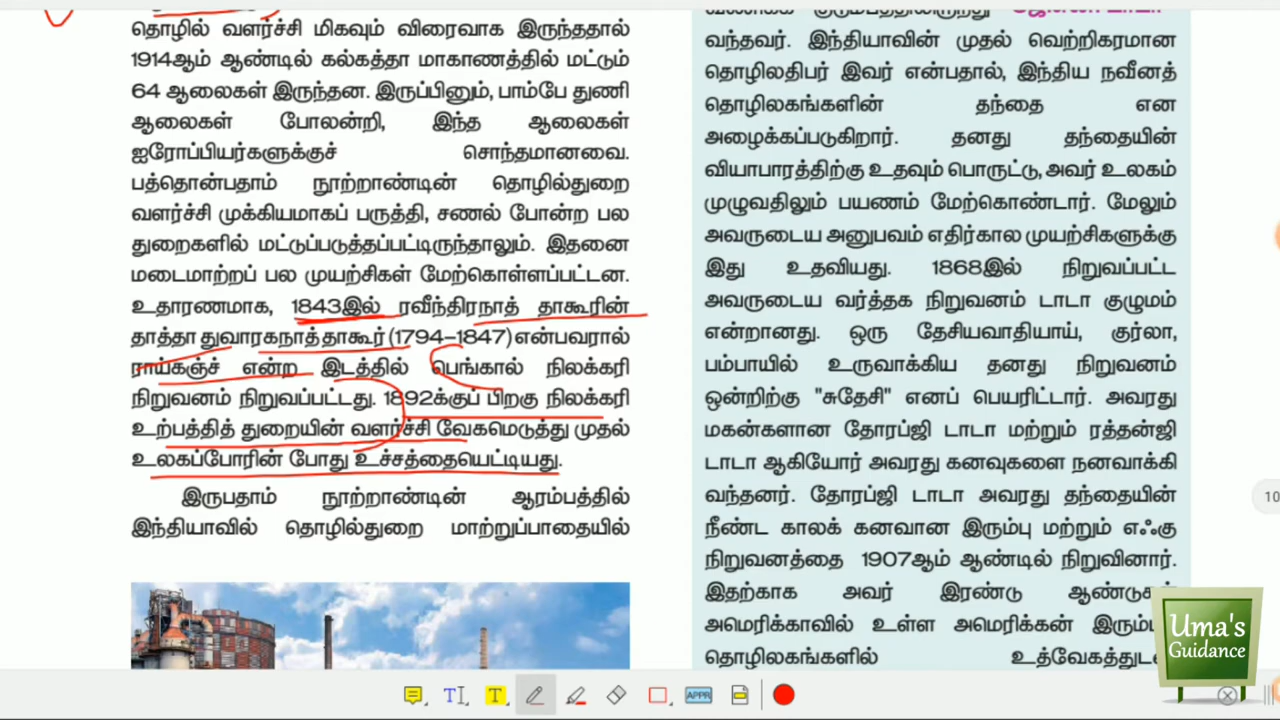 தொழில் வளர்ச்சி மிகவும் விரைவாக இருந்ததால்
1914ஆம் ஆண்டில் கல்கத்தா மாகாணத்தில் மட்டும்
64 ஆலைகள் இருந்தன. இருப்பினும், பாம்பே துணி
ஆலைகள் போலன்றி, இந்த ஆலைகள்
ஐரோப்பியர்களுக்குச் சொந்தமானவை.
பத்தொன்பதாம் நூற்றாண்டின் தொழில்துறை
வளர்ச்சி முக்கியமாகப் பருத்தி, சணல் போன்ற பல
துறைகளில் மட்டுப்படுத்தப்பட்டிருந்தாலும். இதனை
மடைமாற்றப் பல முயற்சிகள் மேற்கொள்ளப்பட்டன.
உதாரணமாக, 1843இல் ரவீந்திரநாத் தாகூரின்
தாத்தா துவாரகநாத் தாகூர் (1794–1847) என்பவரால்
ராய்கஞ்ச் என்ற இடத்தில் பெங்கால் நிலக்கரி
நிறுவனம் நிறுவப்பட்டது. 1892க்குப் பிறகு நிலக்கரி
உற்பத்தித் துறையின் வளர்ச்சி வேகமெடுத்து முதல்
உலகப்போரின் போது உச்சத்தையெட்டியது.
இருபதாம் நூற்றாண்டின் ஆரம்பத்தில்
இந்தியாவில் தொழில்துறை மாற்றுப்பாதையில்
வந்தவர். இந்தியாவின் முதல் வெற்றிகரமான
தொழிலதிபர் இவர் என்பதால், இந்திய நவீனத்
தொழிலகங்களின் தந்தை என
அழைக்கப்படுகிறார். தனது தந்தையின்
வியாபாரத்திற்கு உதவும் பொருட்டு, அவர் உலகம்
முழுவதிலும் பயணம் மேற்கொண்டார். மேலும்
அவருடைய அனுபவம் எதிர்கால முயற்சிகளுக்கு
இது உதவியது. 1868இல் நிறுவப்பட்ட
அவருடைய வர்த்தக நிறுவனம் டாடா குழுமம்
என்றானது. ஒரு தேசியவாதியாய், குர்லா,
பம்பாயில் உருவாக்கிய தனது நிறுவனம்
ஒன்றிற்கு "சுதேசி" எனப் பெயரிட்டார். அவரது
மகன்களான தோரப்ஜி டாடா மற்றும் ரத்தன்ஜி
டாடா ஆகியோர் அவரது கனவுகளை நனவாக்கி
வந்தனர். தோரப்ஜி டாடா அவரது தந்தையின்
நீண்ட காலக் கனவான இரும்பு மற்றும் எஃகு
நிறுவனத்தை 1907ஆம் ஆண்டில் நிறுவினார்.
இதற்காக அவர் இரண்டு
அமெரிக்காவில் உள்ள அமெரிக்கன்
தொழிலகங்களில்
10
Uma's
Guidance
T
T
APPR